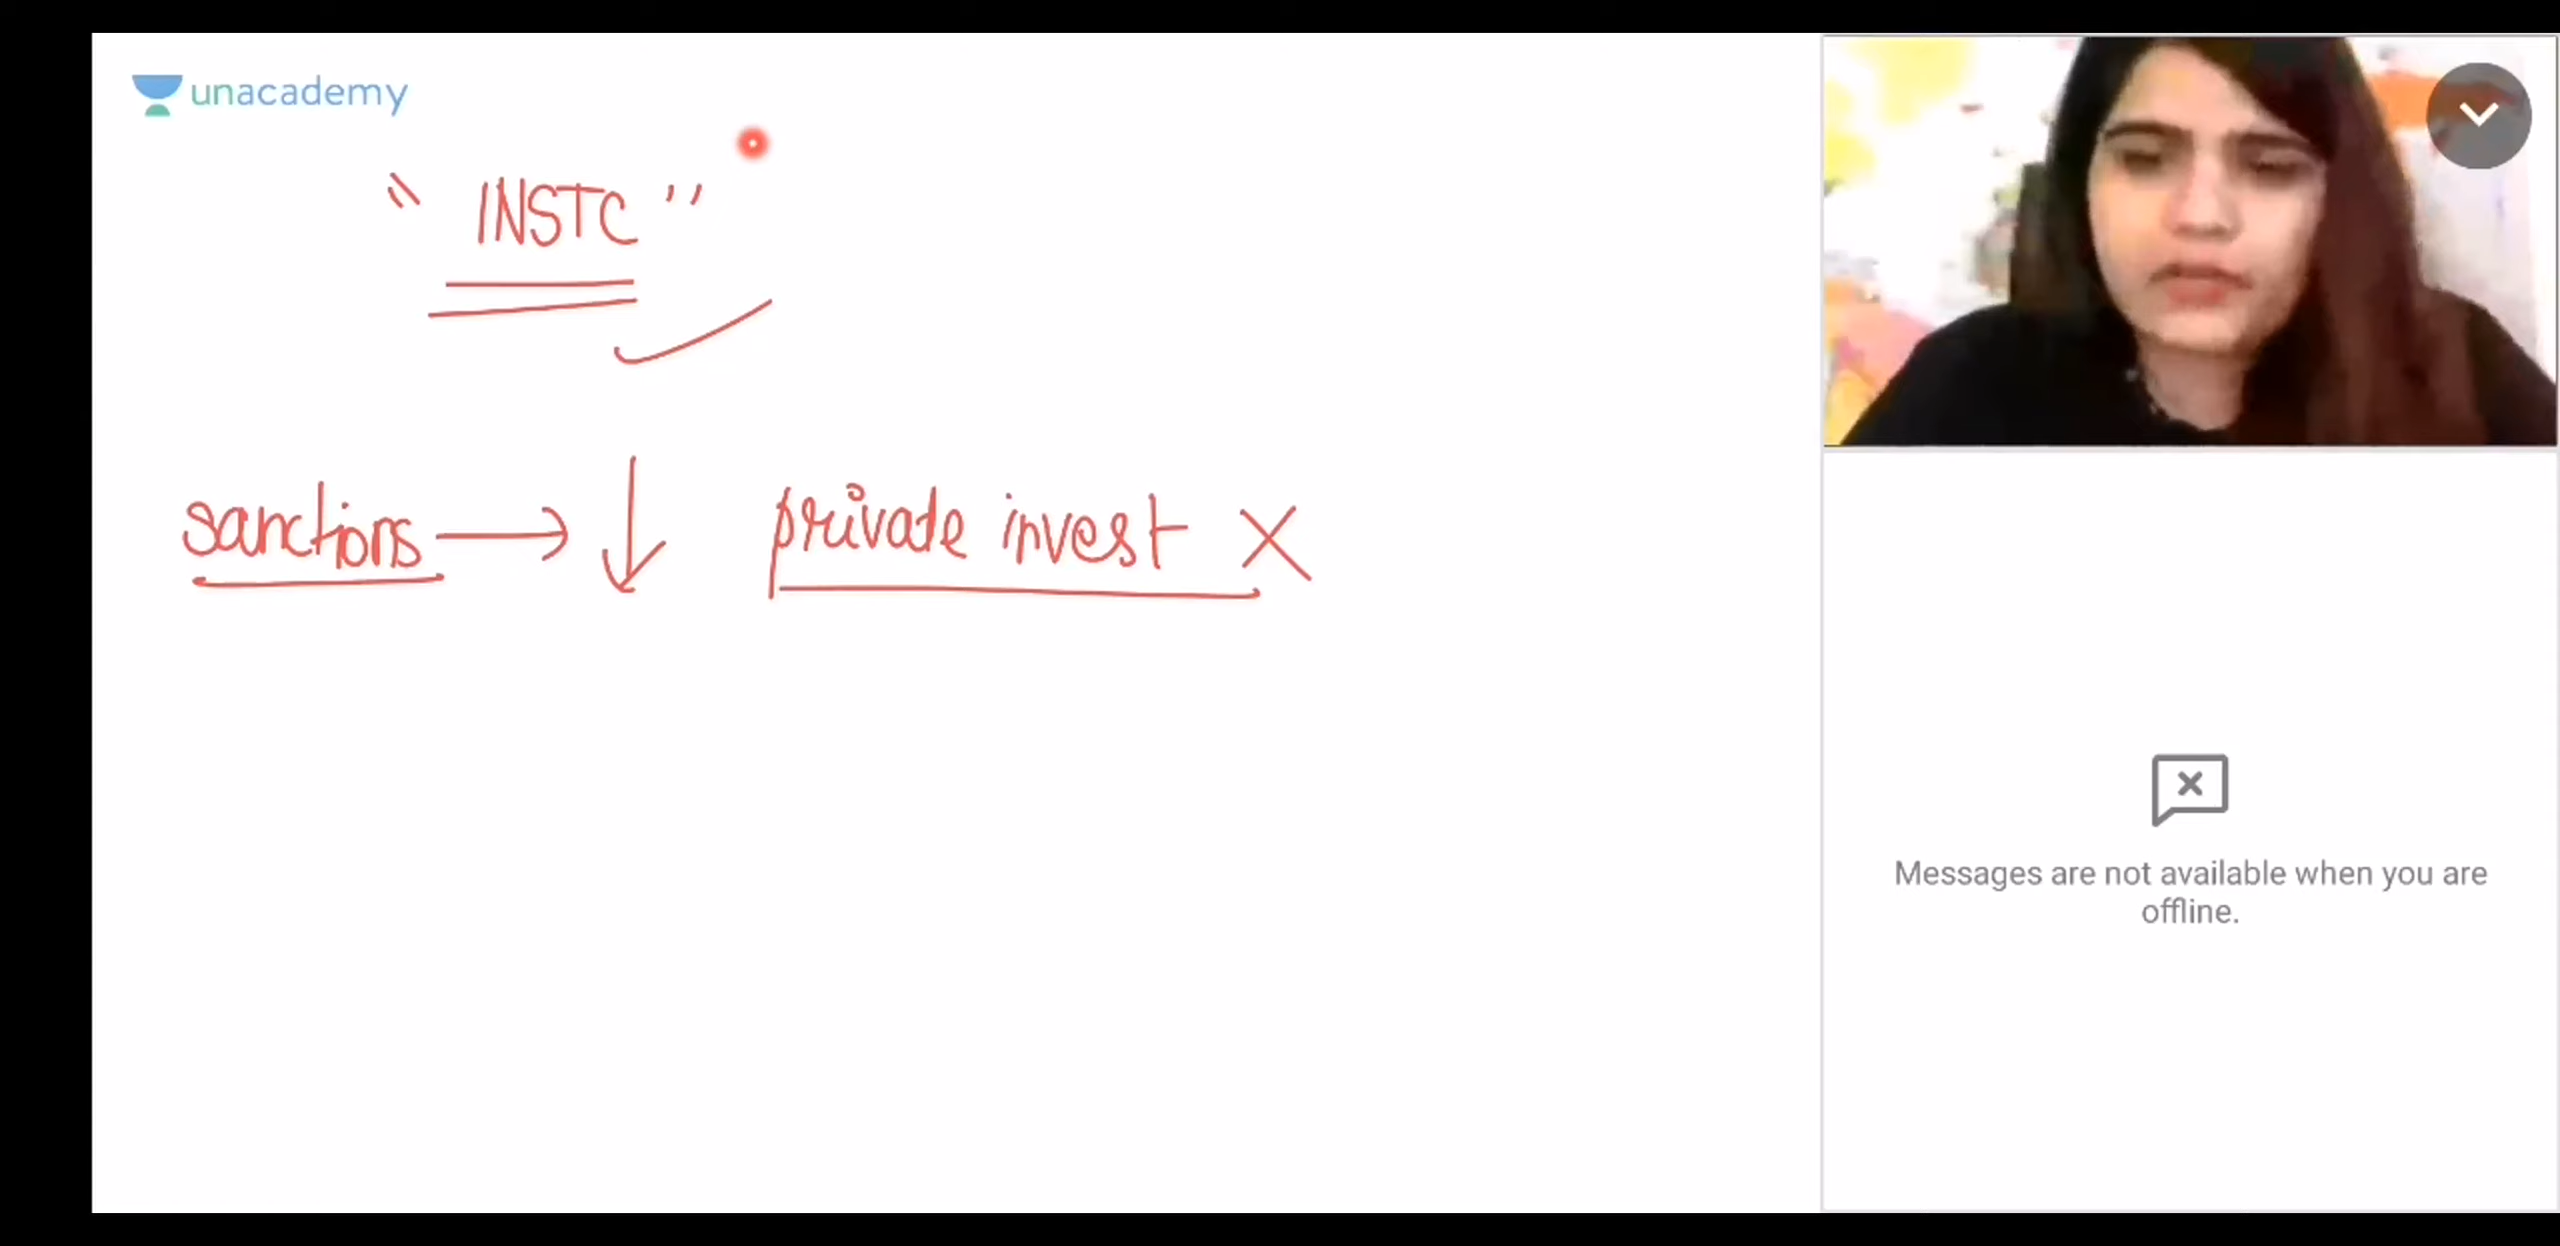 unacademy
" INSTC "
sanctions → ↓ private invest X
Messages are not available when you are
offline.